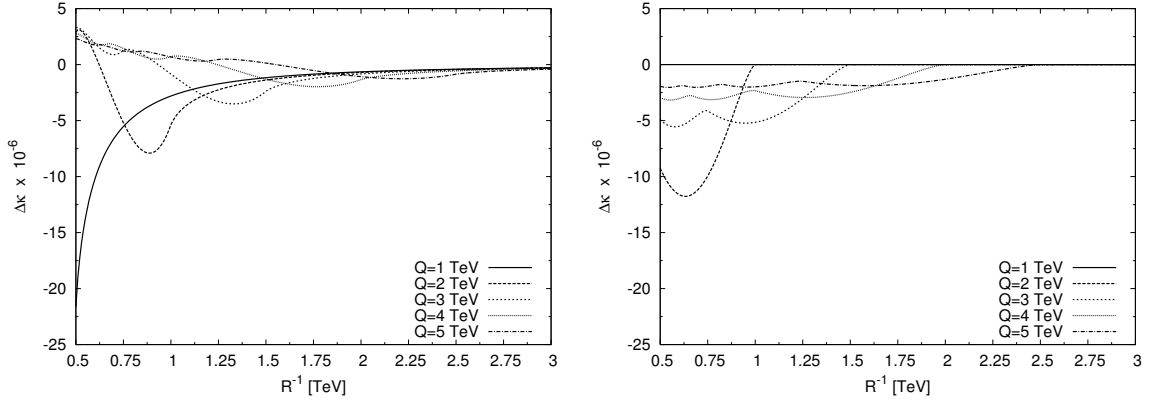 5
0
-5
-10
-15
-20
-25
0.5 0.75 1 1.25 1.5 1.75 2 2.25 2.5 2.75 3
Δκ x 10⁻⁶
R⁻¹ [TeV]
Q=1 TeV
Q=2 TeV
Q=3 TeV
Q=4 TeV
Q=5 TeV
5
0
-5
-10
-15
-20
-25
0.5 0.75 1 1.25 1.5 1.75 2 2.25 2.5 2.75 3
Δκ x 10⁻⁶
R⁻¹ [TeV]
Q=1 TeV
Q=2 TeV
Q=3 TeV
Q=4 TeV
Q=5 TeV